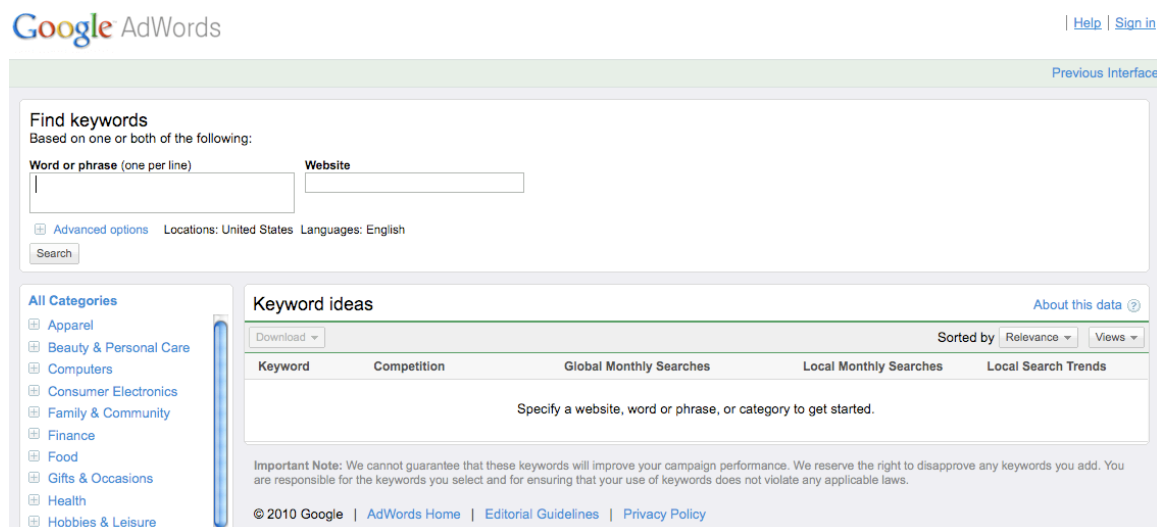 Google AdWords
| Help | Sign in
Previous Interface
Find keywords
Based on one or both of the following:
Word or phrase (one per line)
Website
Advanced options Locations: United States Languages: English
Search
All Categories
Apparel
Beauty & Personal Care
Computers
Consumer Electronics
Family & Community
Finance
Food
Gifts & Occasions
Health
Hobbies & Leisure
Keyword ideas
About this data ?
Download
Sorted by Relevance Views
Keyword Competition Global Monthly Searches Local Monthly Searches Local Search Trends
Specify a website, word or phrase, or category to get started.
Important Note: We cannot guarantee that these keywords will improve your campaign performance. We reserve the right to disapprove any keywords you add. You
are responsible for the keywords you select and for ensuring that your use of keywords does not violate any applicable laws.
© 2010 Google | AdWords Home | Editorial Guidelines | Privacy Policy